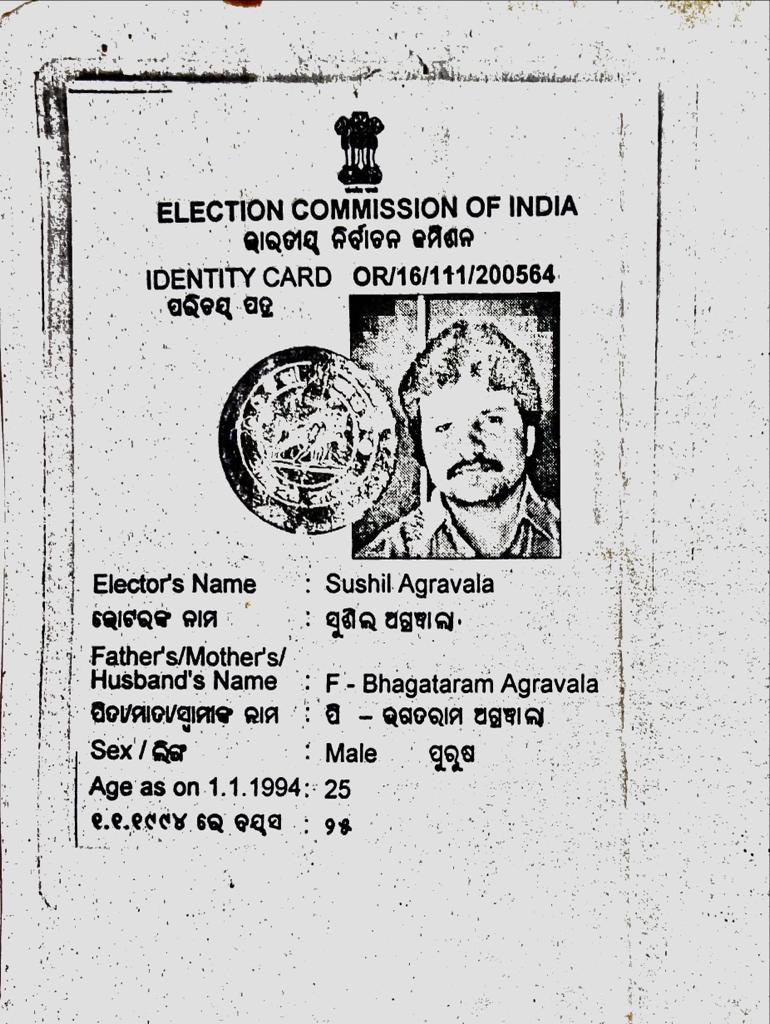 ELECTION COMMISSION OF INDIA
ଭାରତୀୟ ନିର୍ବାଚନ କମିଶନ
IDENTITY CARD OR/16/111/200564
ପରିଚୟ ପତ୍ର
Elector's Name : Sushil Agravala
ଭୋଟରଙ୍କ ନାମ : ସୁଶିଲ ଅଗ୍ରୱାଲା
Father's/Mother's/
Husband's Name : F - Bhagataram Agravala
ପିତା/ମାତା/ସ୍ୱାମୀଙ୍କ ନାମ : ପି – ଭଗତରାମ ଅଗ୍ରୱାଲା
Sex / ଲିଙ୍ଗ : Male ପୁରୁଷ
Age as on 1.1.1994 : 25
୧.୧.୧୯୯୪ ରେ ବୟସ : ୨୫